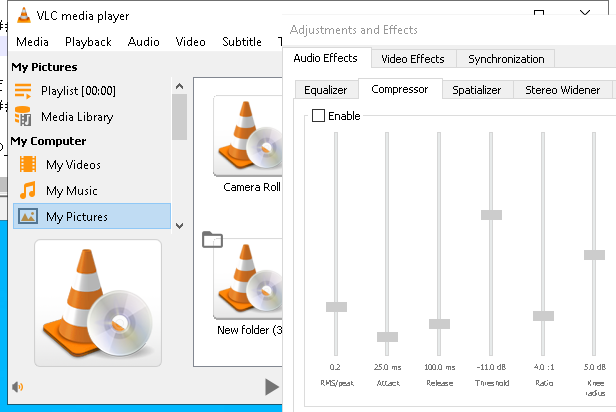 VLC media player
Media Playback Audio Video Subtitle
My Pictures
Playlist [00:00]
Media Library
My Computer
My Videos
My Music
My Pictures
Camera Roll
New folder (3
Adjustments and Effects
Audio Effects Video Effects Synchronization
Equalizer Compressor Spatializer Stereo Widener
Enable
0.2 25.0 ms 100.0 ms -11.0 dB 4.0 :1 5.0 dB
RMS/peak Attack Release Threshold Ratio Knee
radius